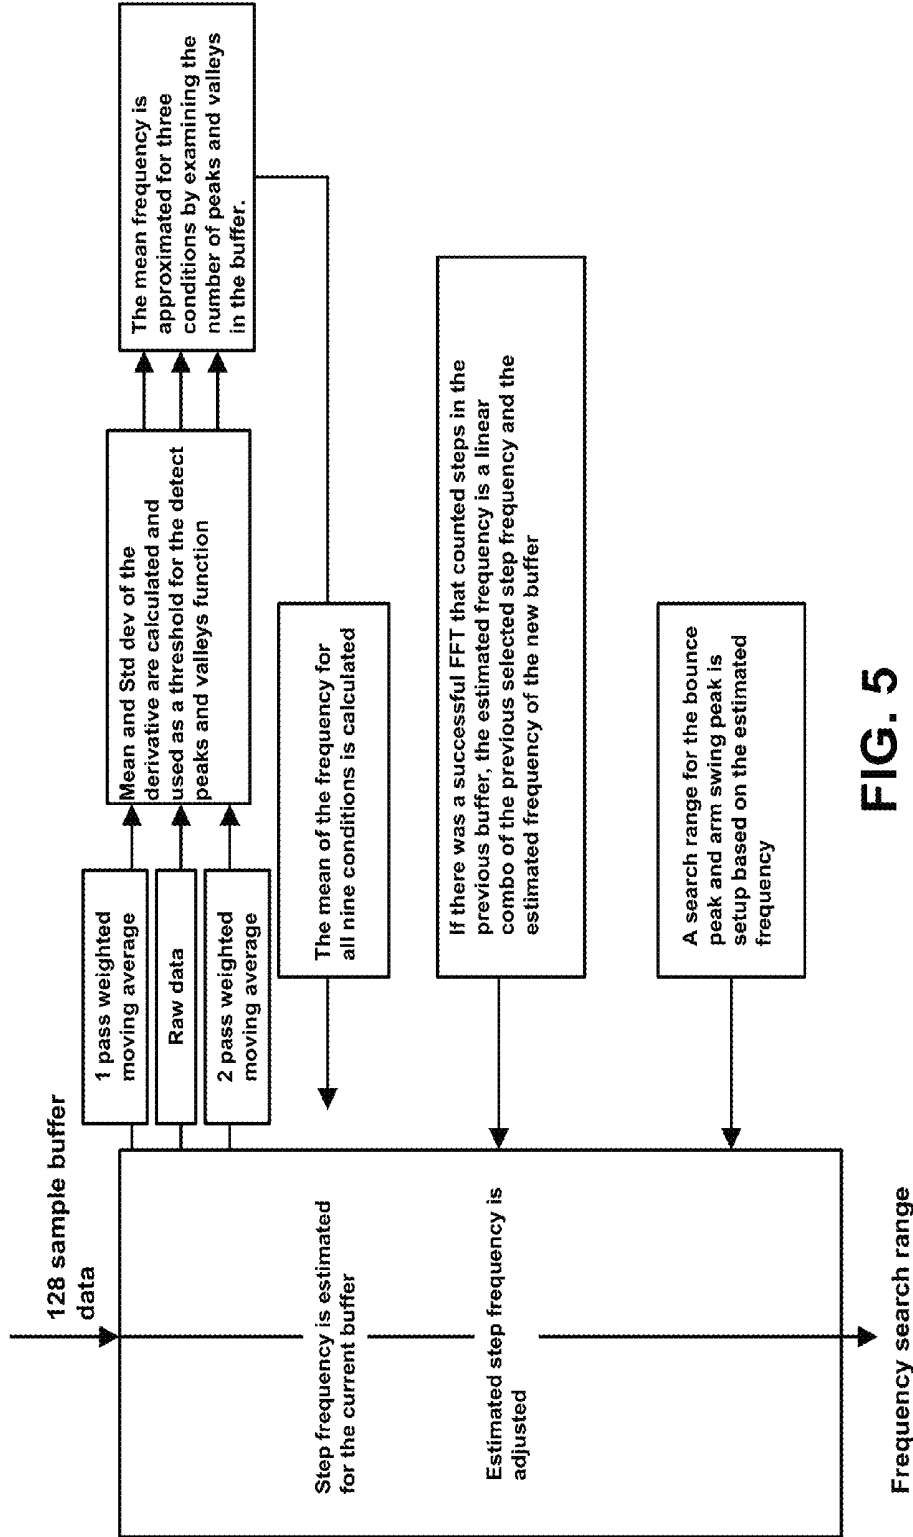 128 sample buffer
data
1 pass weighted
moving average
Raw data
2 pass weighted
moving average
Mean and Std dev of the
derivative are calculated and
used as a threshold for the detect
peaks and valleys function
The mean frequency is
approximated for three
conditions by examining the
number of peaks and valleys
in the buffer.
Step frequency is estimated
for the current buffer
The mean of the frequency for
all nine conditions is calculated
Estimated step frequency is
adjusted
If there was a successful FFT that counted steps in the
previous buffer, the estimated frequency is a linear
combo of the previous selected step frequency and the
estimated frequency of the new buffer
A search range for the bounce
peak and arm swing peak is
setup based on the estimated
frequency
Frequency search range
FIG. 5